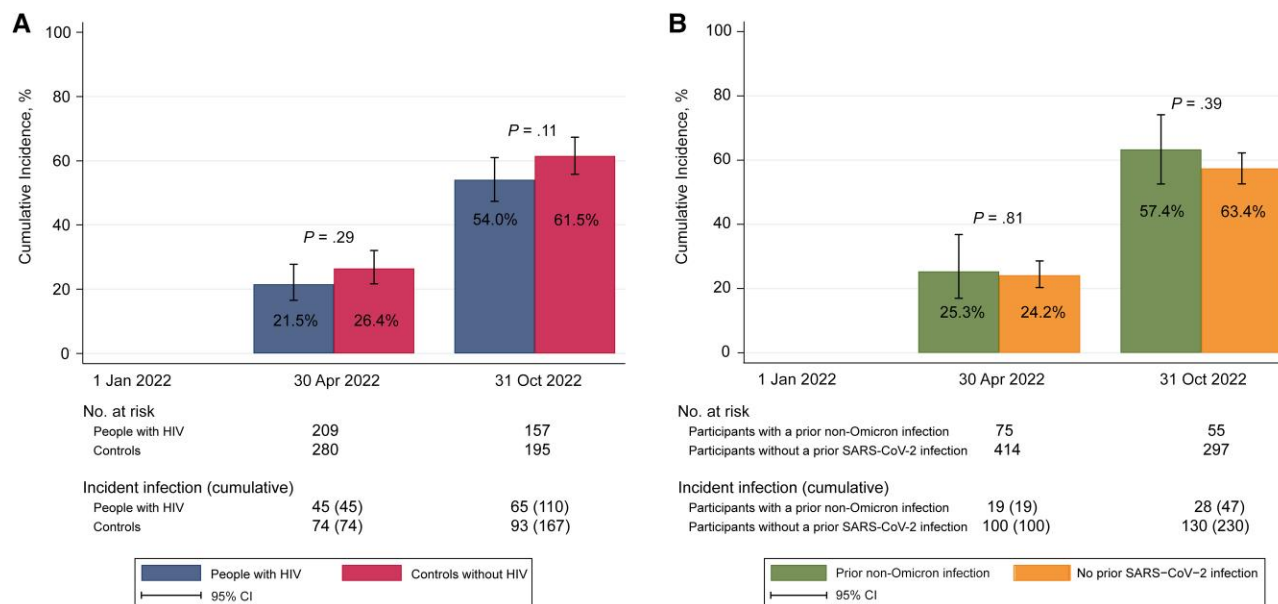 A
Cumulative Incidence, %
100
80
60
40
20
0
P = .29
21.5%
26.4%
P = .11
54.0%
61.5%
1 Jan 2022 30 Apr 2022 31 Oct 2022
No. at risk
People with HIV 209 157
Controls 280 195
Incident infection (cumulative)
People with HIV 45 (45) 65 (110)
Controls 74 (74) 93 (167)
People with HIV Controls without HIV
95% CI
B
Cumulative Incidence, %
100
80
60
40
20
0
P = .81
25.3%
24.2%
P = .39
57.4%
63.4%
1 Jan 2022 30 Apr 2022 31 Oct 2022
No. at risk
Participants with a prior non-Omicron infection 75 55
Participants without a prior SARS-CoV-2 infection 414 297
Incident infection (cumulative)
Participants with a prior non-Omicron infection 19 (19) 28 (47)
Participants without a prior SARS-CoV-2 infection 100 (100) 130 (230)
Prior non-Omicron infection No prior SARS−CoV−2 infection
95% CI